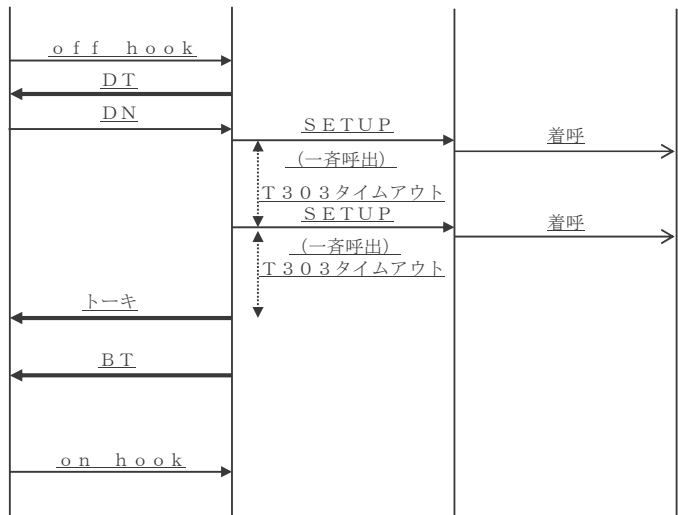 ｏｆｆ　ｈｏｏｋ
ＤＴ
ＤＮ
ＳＥＴＵＰ
着呼
（一斉呼出）
Ｔ３０３タイムアウト
ＳＥＴＵＰ
着呼
（一斉呼出）
Ｔ３０３タイムアウト
トーキ
ＢＴ
ｏｎ　ｈｏｏｋ